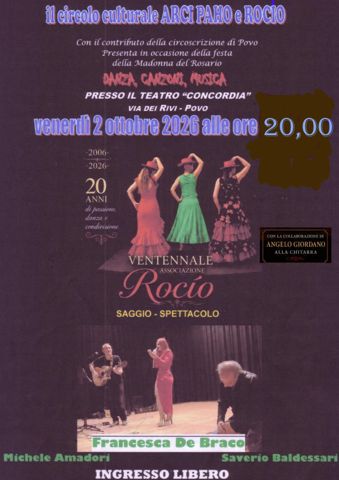 il circolo culturale ARCI PAHO e ROCIO
Con il contributo della circoscrizione di Povo
Presenta in occasione della festa
della Madonna del Rosario
DANZA, CANZONI, MUSICA
PRESSO IL TEATRO “CONCORDIA”
VIA DEI RIVI - POVO
venerdì 2 ottobre 2026 alle ore 20,00
-2006-
-2026-
20
ANNI
di passione,
danza e
condivisione
CON LA COLLABORAZIONE DI
ANGELO GIORDANO
ALLA CHITARRA
VENTENNALE
ASSOCIAZIONE
Rocio
SAGGIO - SPETTACOLO
Francesca De Braco
Michele Amadori
Saverio Baldessari
INGRESSO LIBERO